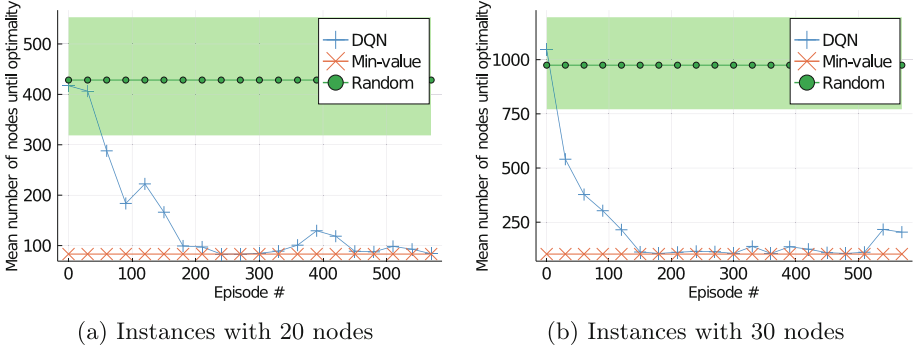 Mean number of nodes until optimality
500
400
300
200
100
0
100
200
300
400
500
Episode #
DQN
Min-value
Random
(a) Instances with 20 nodes
Mean number of nodes until optimality
1000
750
500
250
0
100
200
300
400
500
Episode #
DQN
Min-value
Random
(b) Instances with 30 nodes